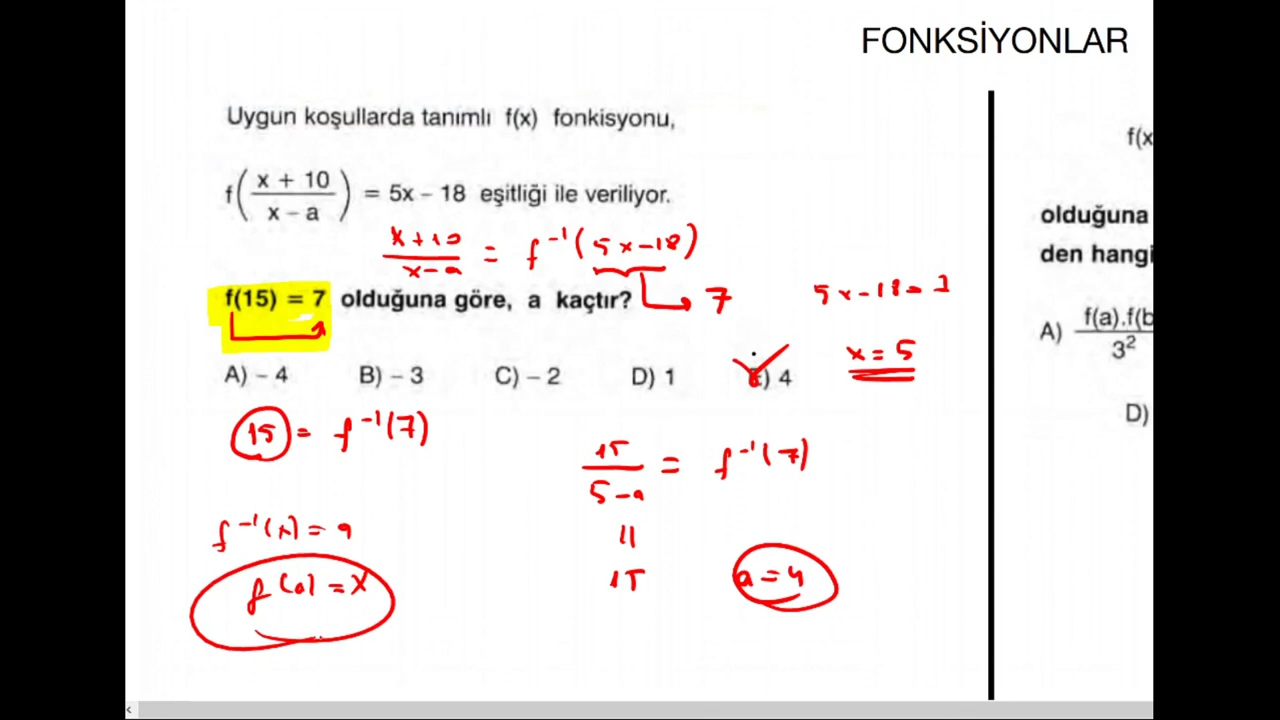 FONKSİYONLAR
Uygun koşullarda tanımlı f(x) fonkisyonu,
f((x + 10)/(x – a)) = 5x – 18 eşitliği ile veriliyor.
(x+10)/(x-a) = f⁻¹(5x-18)
7
f(15) = 7 olduğuna göre, a kaçtır?
5x-18=
x=5
A) – 4 B) – 3 C) – 2 D) 1 ) 4
15 = f⁻¹(7)
15/(5-a) = f⁻¹(7)
f⁻¹(x) = a
f(a) = x
||
15
a=4
f(x
olduğuna
den hangi
A) f(a).f(b
3²
D)